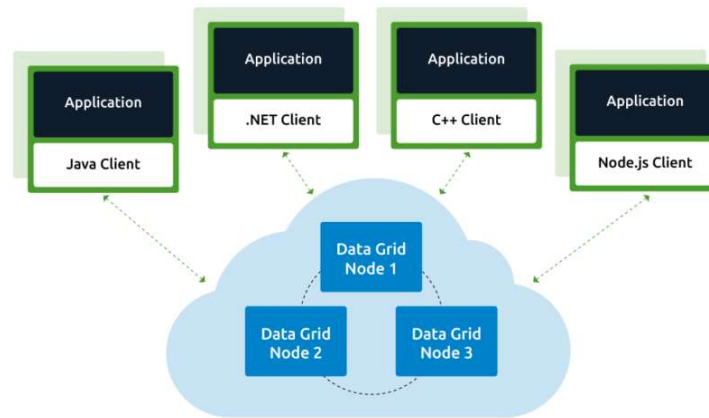 Application
Java Client
Application
.NET Client
Application
C++ Client
Application
Node.js Client
Data Grid
Node 1
Data Grid
Node 2
Data Grid
Node 3